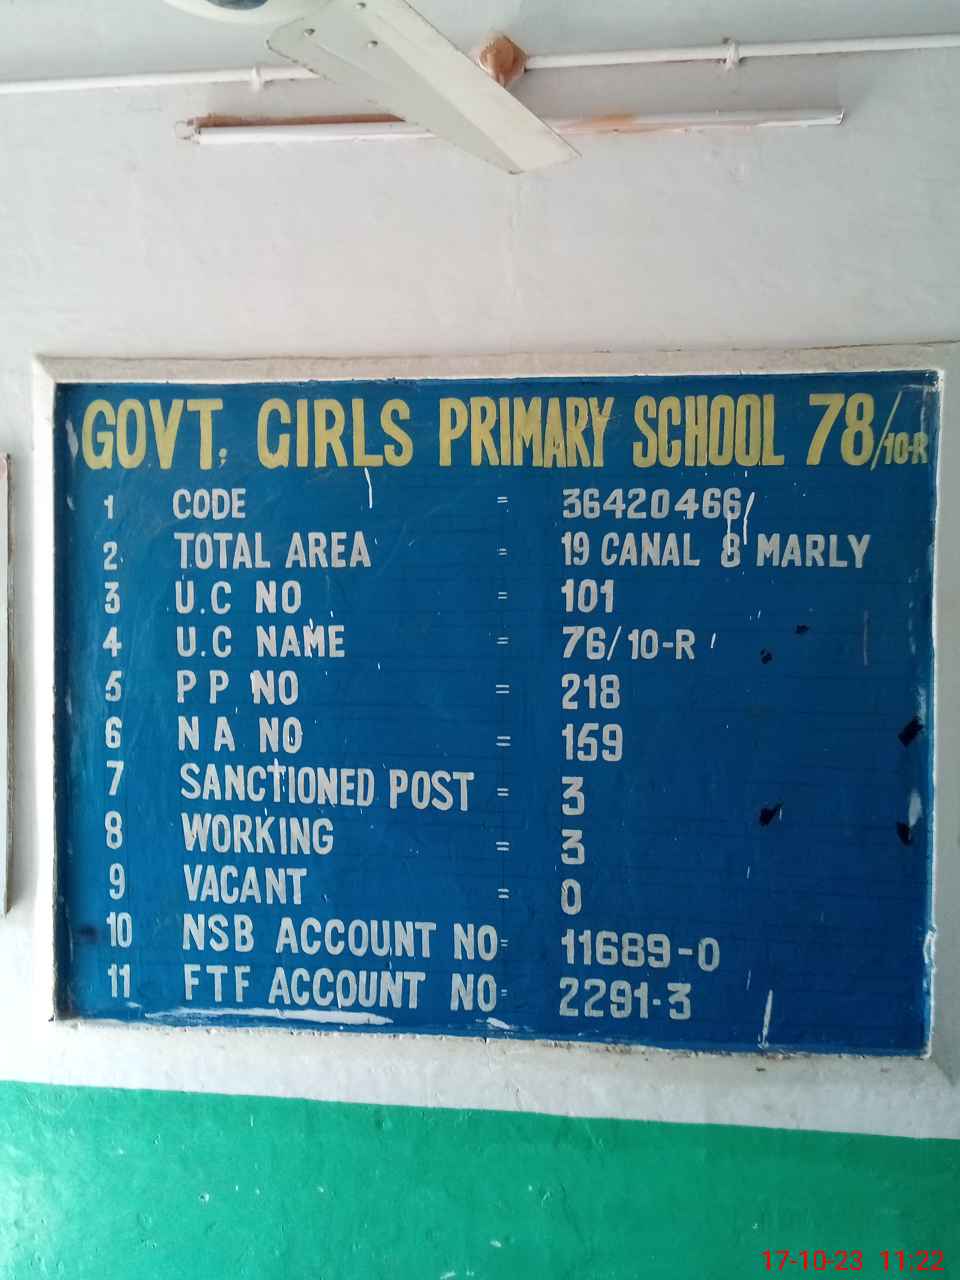 GOVT. GIRLS PRIMARY SCHOOL 78/10-R
1 CODE = 36420466
2 TOTAL AREA = 19 CANAL 8 MARLY
3 U.C NO = 101
4 U.C NAME = 76/10-R
5 P P NO = 218
6 N A NO = 159
7 SANCTIONED POST = 3
8 WORKING = 3
9 VACANT = 0
10 NSB ACCOUNT NO = 11689-0
11 FTF ACCOUNT NO = 2291-3
17-10-23 11:22